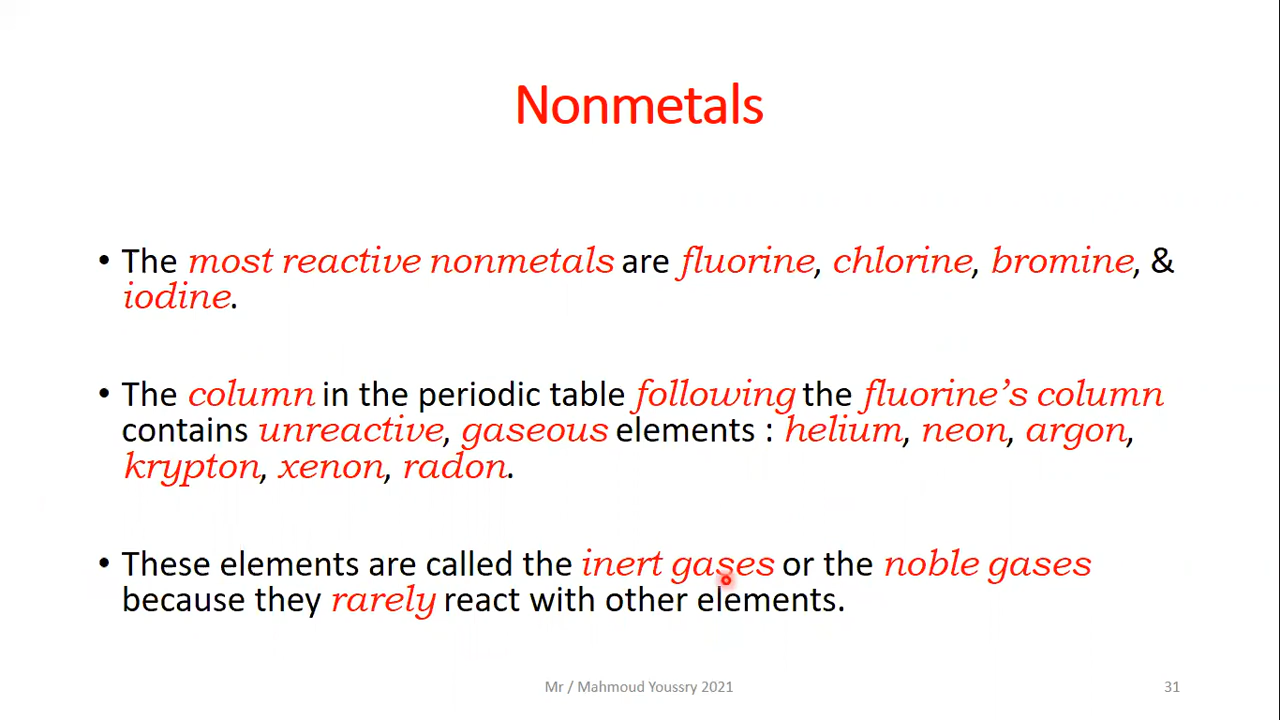 Nonmetals
• The most reactive nonmetals are fluorine, chlorine, bromine, &
iodine.
• The column in the periodic table following the fluorine’s column
contains unreactive, gaseous elements : helium, neon, argon,
krypton, xenon, radon.
• These elements are called the inert gases or the noble gases
because they rarely react with other elements.
Mr / Mahmoud Youssry 2021
31